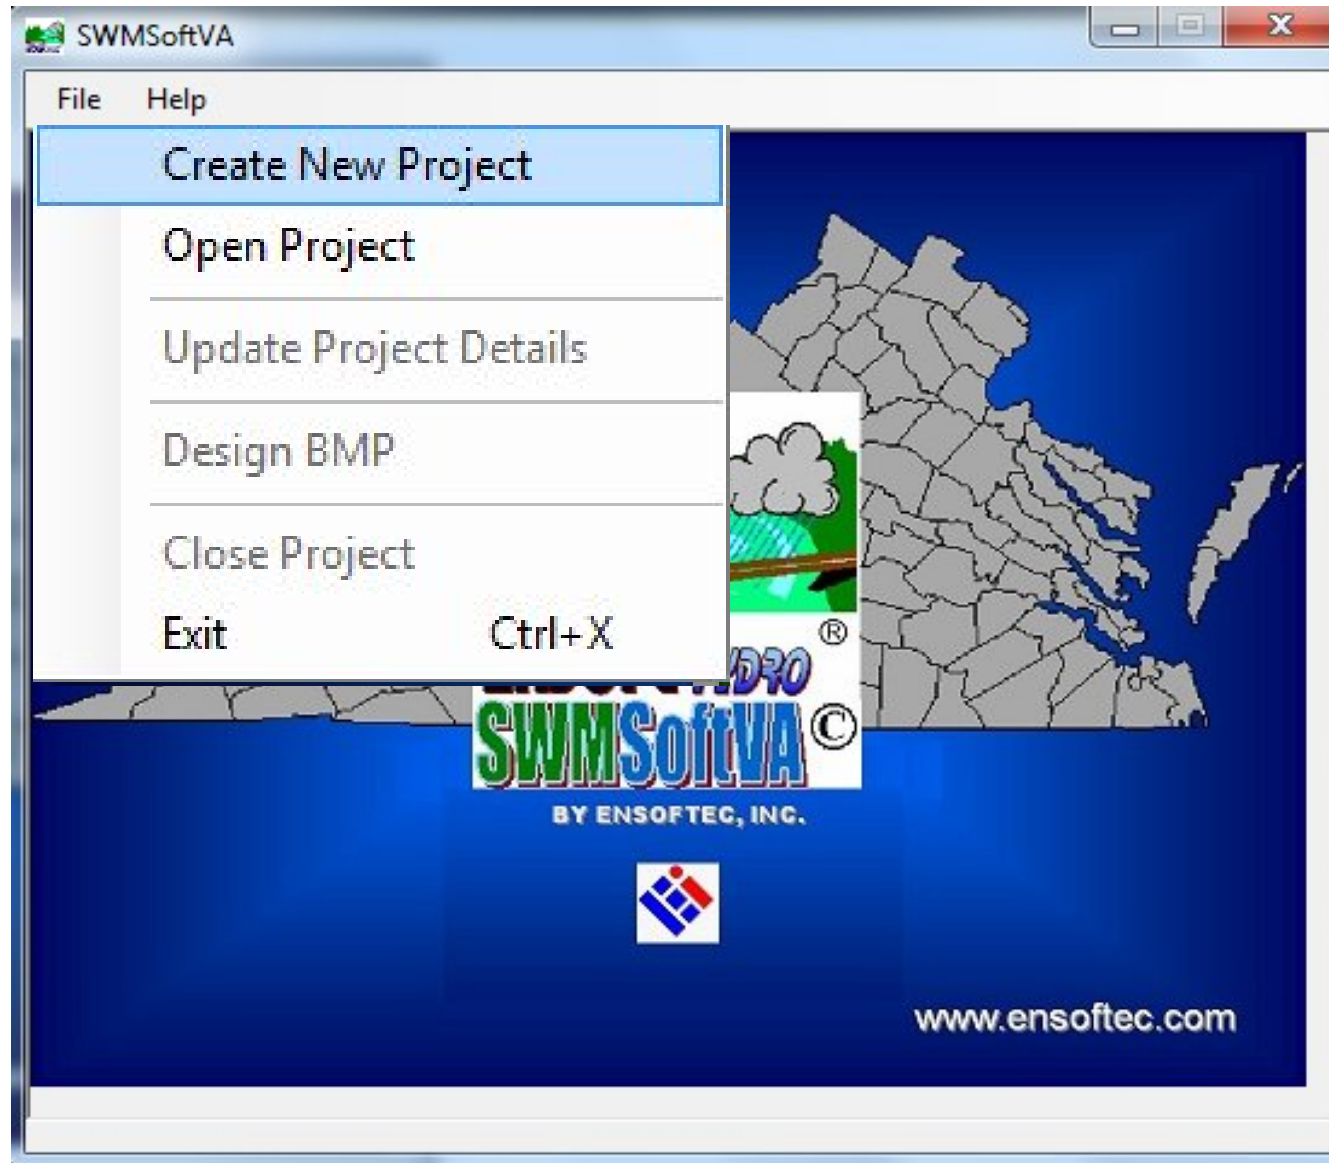 SWMSoftVA
File Help
Create New Project
Open Project
Update Project Details
Design BMP
Close Project
Exit Ctrl+X
®
HYDRO
SWMSoftVA ©
BY ENSOFTEC, INC.
www.ensoftec.com